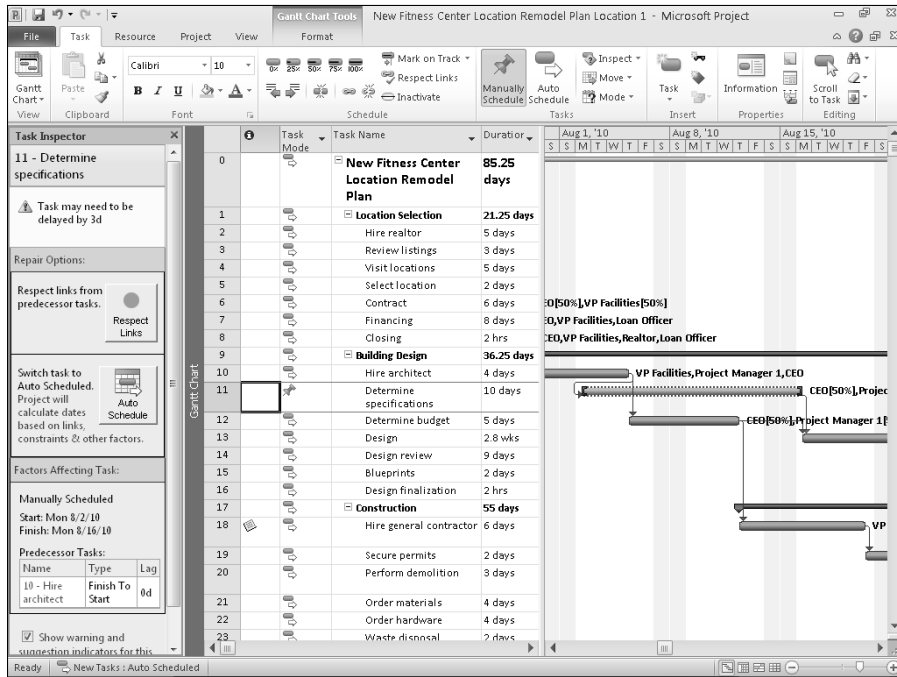 Gantt Chart Tools New Fitness Center Location Remodel Plan Location 1 - Microsoft Project
File Task Resource Project View Format
Gantt Chart
View
Paste
Clipboard
Calibri 10
B I U A
Font
0% 25% 50% 75% 100%
Mark on Track
Respect Links
Inactivate
Schedule
Manually Schedule
Auto Schedule
Inspect
Move
Mode
Tasks
Task
Insert
Information
Properties
Scroll to Task
Editing
Task Inspector
11 - Determine
specifications
Task may need to be
delayed by 3d
Repair Options:
Respect links from
predecessor tasks.
Respect
Links
Switch task to
Auto Scheduled.
Project will
calculate dates
based on links,
constraints & other factors.
Auto
Schedule
Factors Affecting Task:
Manually Scheduled
Start: Mon 8/2/10
Finish: Mon 8/16/10
Predecessor Tasks:
Name Type Lag
10 - Hire architect Finish To Start 0d
Show warning and
suggestion indicators for this
Gantt Chart
Task Mode Task Name Duration
0 New Fitness Center Location Remodel Plan 85.25 days
1 Location Selection 21.25 days
2 Hire realtor 5 days
3 Review listings 3 days
4 Visit locations 5 days
5 Select location 2 days
6 Contract 6 days
7 Financing 8 days
8 Closing 2 hrs
9 Building Design 36.25 days
10 Hire architect 4 days
11 Determine specifications 10 days
12 Determine budget 5 days
13 Design 2.8 wks
14 Design review 9 days
15 Blueprints 2 days
16 Design finalization 2 hrs
17 Construction 55 days
18 Hire general contractor 6 days
19 Secure permits 2 days
20 Perform demolition 3 days
21 Order materials 4 days
22 Order hardware 4 days
23 Waste disposal 2 days
Aug 1, '10 Aug 8, '10 Aug 15, '10
S S M T W T F S S M T W T F S S M T W T F S
EO[50%],VP Facilities[50%]
EO,VP Facilities,Loan Officer
CEO,VP Facilities,Realtor,Loan Officer
VP Facilities,Project Manager 1,CEO
CEO[50%],Projec
CEO[50%],Project Manager 1[
VP
Ready New Tasks : Auto Scheduled